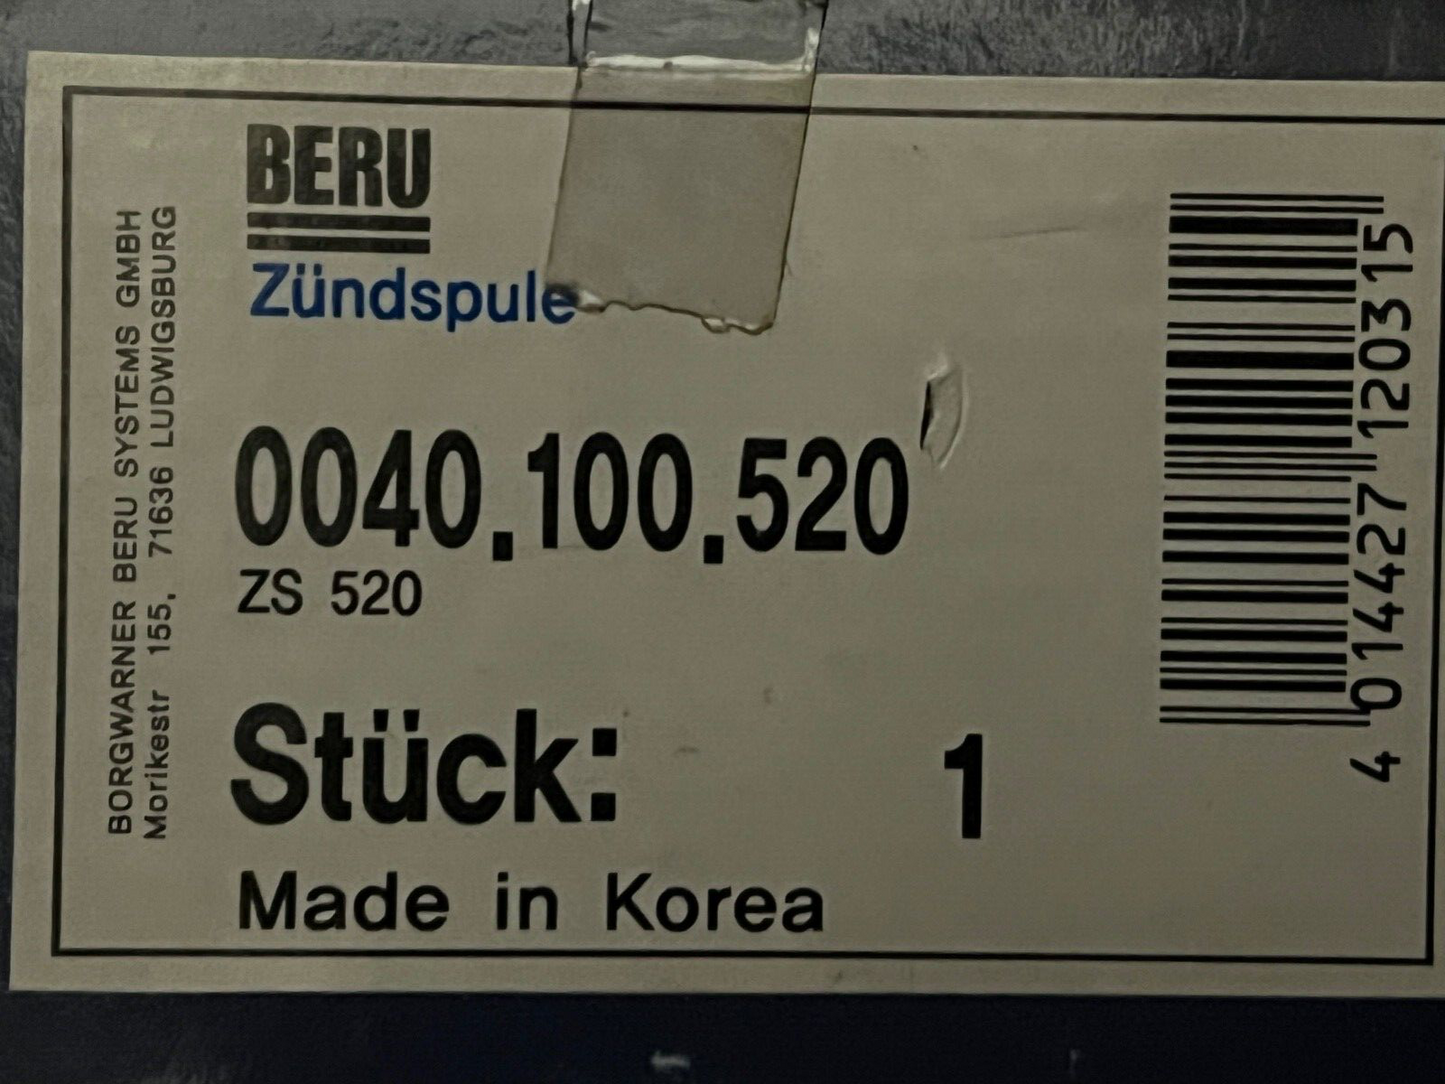 BERU
Zündspule
0040.100.520
ZS 520
Stück: 1
Made in Korea
BORGWARNER BERU SYSTEMS GMBH
Morikestr 155, 71636 LUDWIGSBURG
4 014427 120315